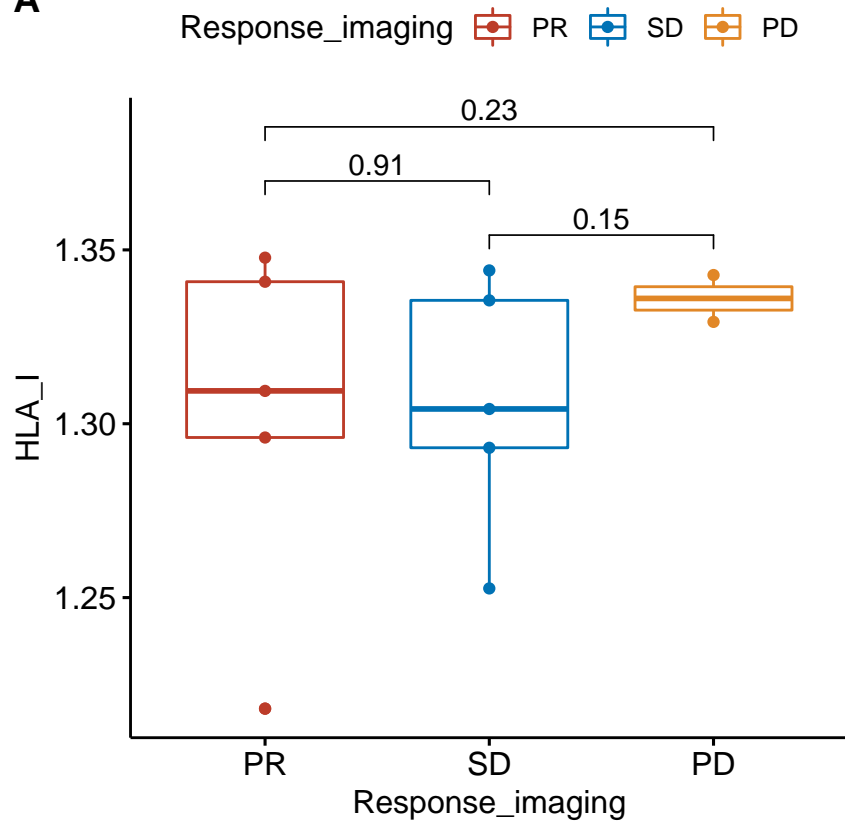 A
Response_imaging PR SD PD
0.23
0.91
0.15
1.35
1.30
1.25
HLA_I
PR SD PD
Response_imaging